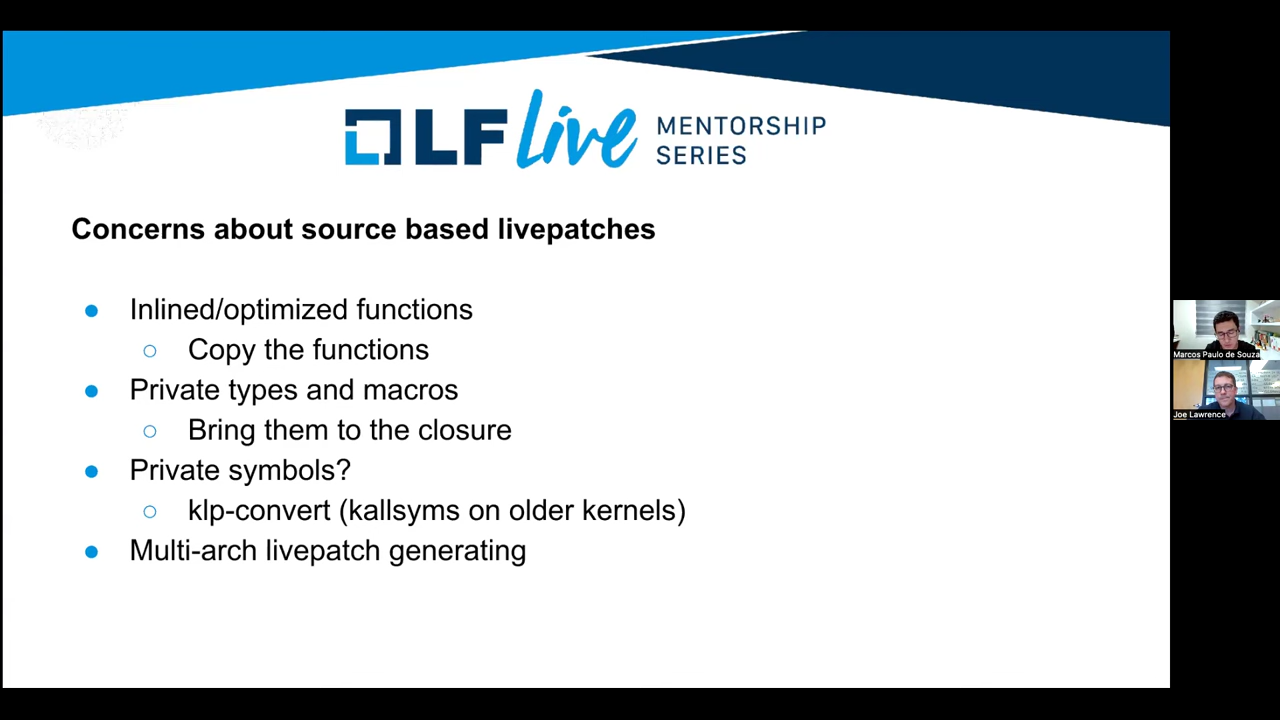 LF live MENTORSHIP
SERIES
Concerns about source based livepatches
● Inlined/optimized functions
○ Copy the functions
● Private types and macros
○ Bring them to the closure
● Private symbols?
○ klp-convert (kallsyms on older kernels)
● Multi-arch livepatch generating
Marcos Paulo de Souza
Joe Lawrence